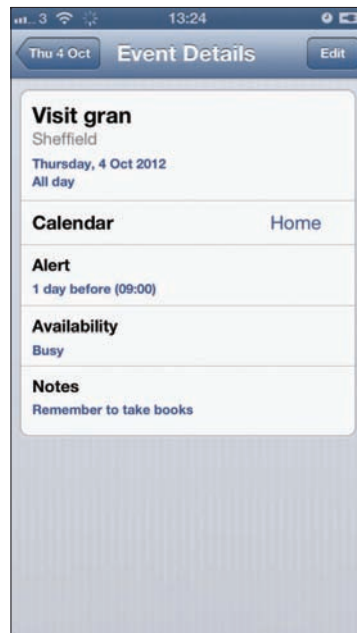 3 13:24
Thu 4 Oct Event Details Edit
Visit gran
Sheffield
Thursday, 4 Oct 2012
All day
Calendar Home
Alert
1 day before (09:00)
Availability
Busy
Notes
Remember to take books